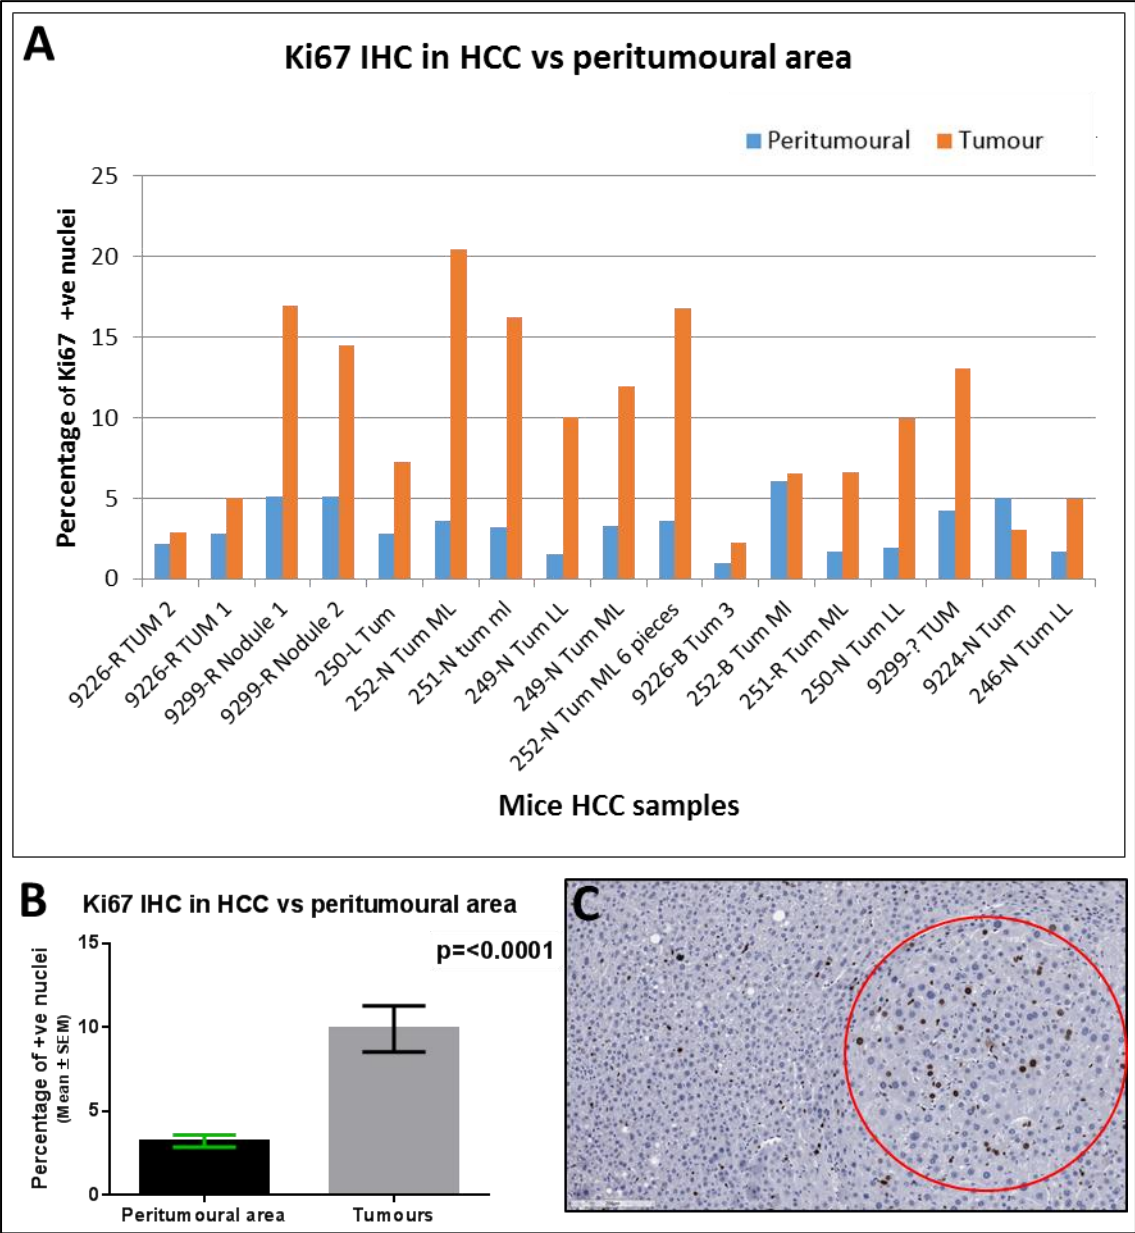 A
Ki67 IHC in HCC vs peritumoural area
Peritumoural
Tumour
Percentage of Ki67 +ve nuclei
25
20
15
10
5
0
9226-R TUM 2
9226-R TUM 1
9299-R Nodule 1
9299-R Nodule 2
250-L Tum
252-N Tum ML
251-N tum ml
249-N Tum LL
249-N Tum ML
252-N Tum ML 6 pieces
9226-B Tum 3
252-B Tum Ml
251-R Tum ML
250-N Tum LL
9299-? TUM
9224-N Tum
246-N Tum LL
Mice HCC samples
B
Ki67 IHC in HCC vs peritumoural area
p=<0.0001
Percentage of +ve nuclei
(Mean ± SEM)
15
10
5
0
Peritumoural area
Tumours
C